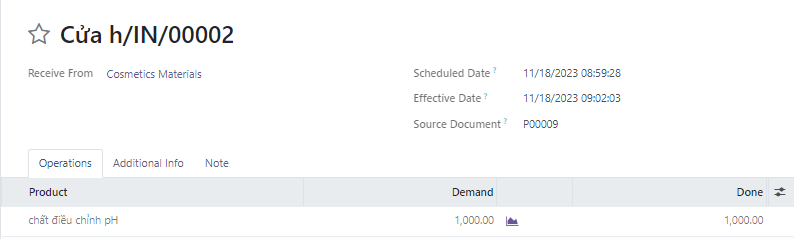 Cửa h/IN/00002
Receive From Cosmetics Materials
Scheduled Date ? 11/18/2023 08:59:28
Effective Date ? 11/18/2023 09:02:03
Source Document ? P00009
Operations Additional Info Note
Product Demand Done
chất điều chỉnh pH 1,000.00 1,000.00